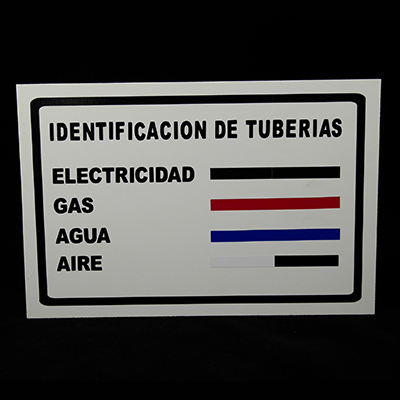 IDENTIFICACION DE TUBERIAS
ELECTRICIDAD
GAS
AGUA
AIRE